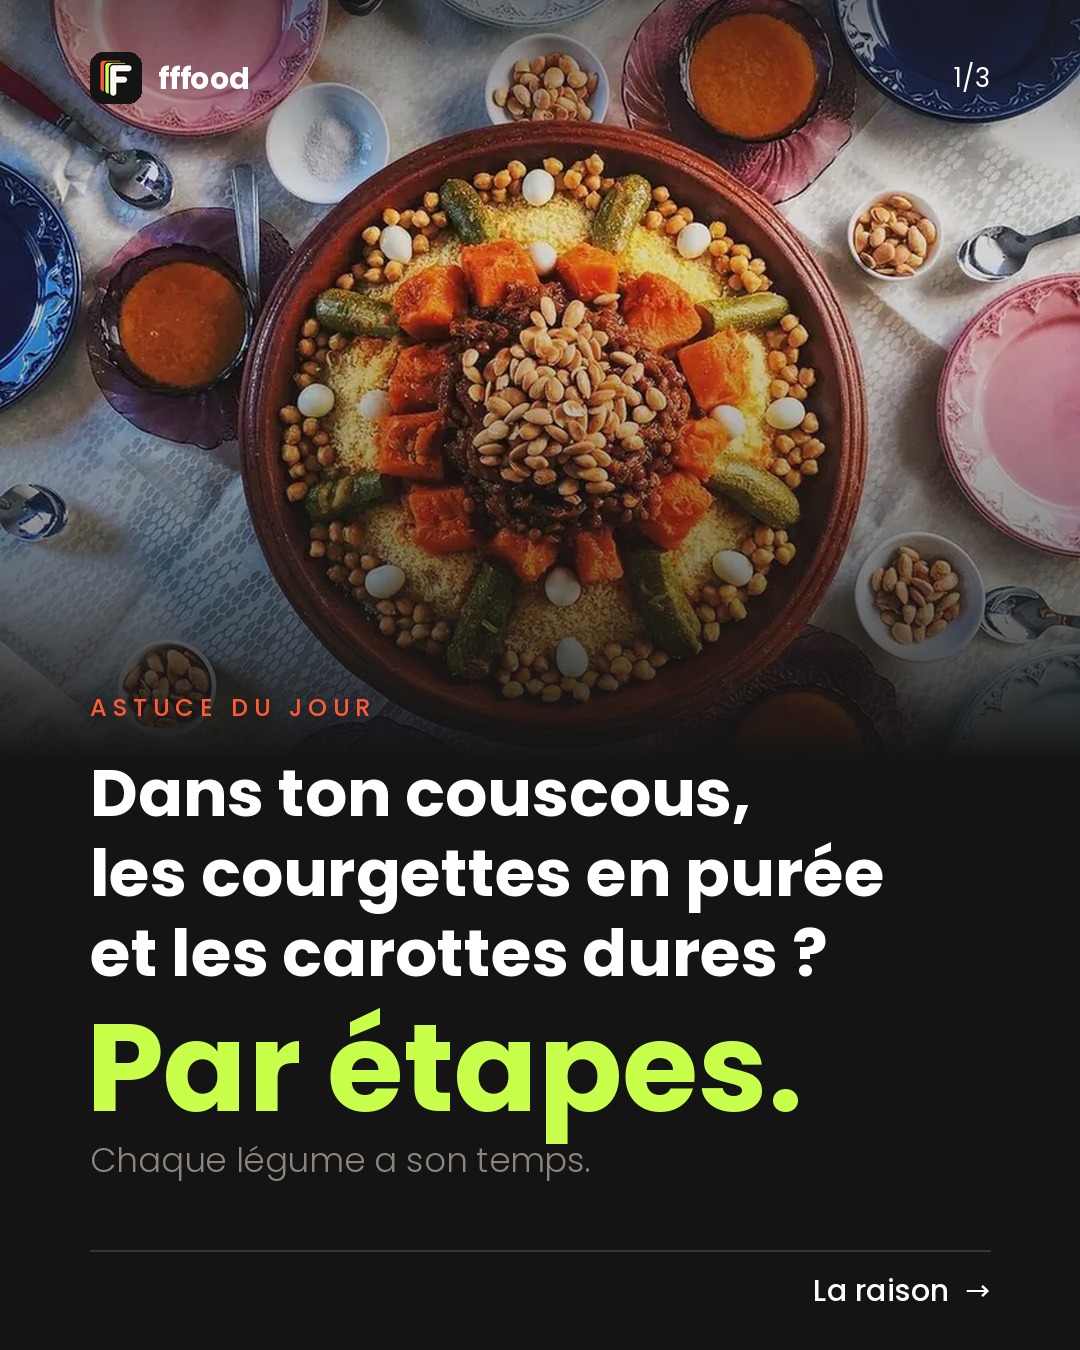 fffood
1/3
ASTUCE DU JOUR
Dans ton couscous,
les courgettes en purée
et les carottes dures ?
Par étapes.
Chaque légume a son temps.
La raison →